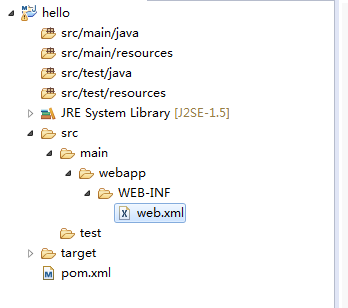 hello
src/main/java
src/main/resources
src/test/java
src/test/resources
JRE System Library [J2SE-1.5]
src
main
webapp
WEB-INF
web.xml
test
target
pom.xml